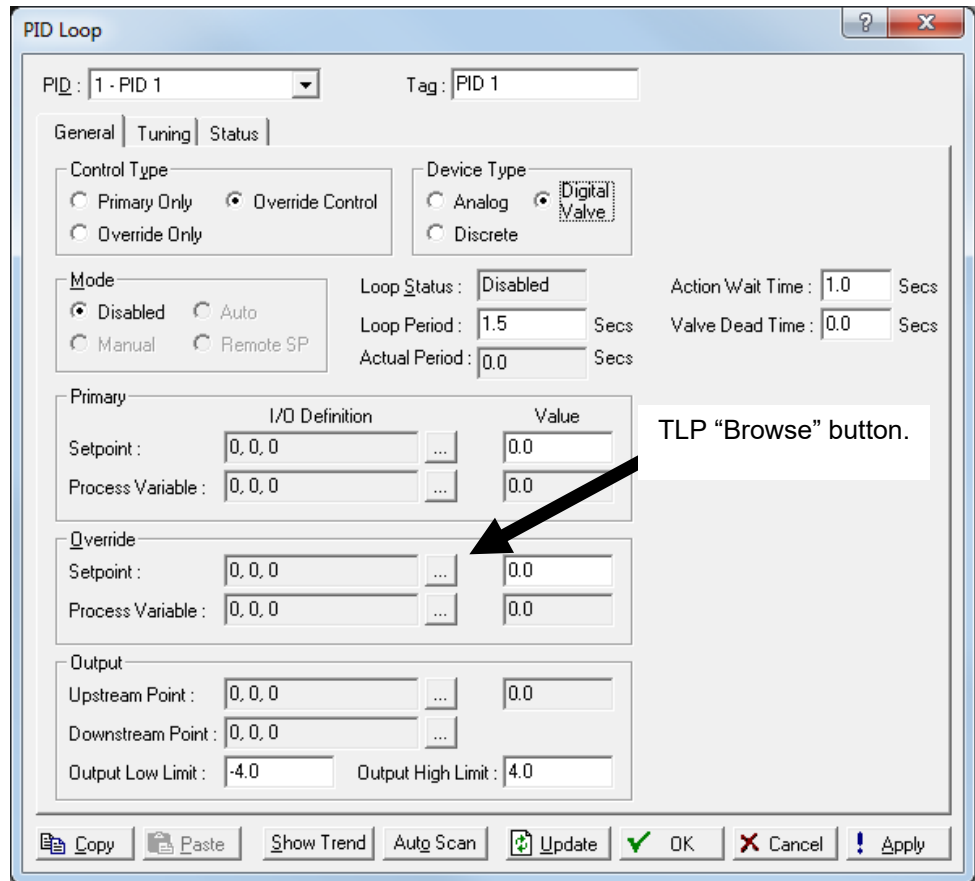 PID Loop
PID : 1 - PID 1 Tag : PID 1
General Tuning Status
Control Type
Primary Only Override Control
Override Only
Device Type
Analog Digital Valve
Discrete
Mode
Disabled Auto
Manual Remote SP
Loop Status : Disabled
Loop Period : 1.5 Secs
Actual Period : 0.0 Secs
Action Wait Time : 1.0 Secs
Valve Dead Time : 0.0 Secs
Primary
I/O Definition Value
Setpoint : 0, 0, 0 ... 0.0
Process Variable : 0, 0, 0 ... 0.0
TLP “Browse” button.
Override
Setpoint : 0, 0, 0 ... 0.0
Process Variable : 0, 0, 0 ... 0.0
Output
Upstream Point : 0, 0, 0 ... 0.0
Downstream Point : 0, 0, 0 ...
Output Low Limit : -4.0 Output High Limit : 4.0
Copy Paste Show Trend Auto Scan Update OK Cancel Apply